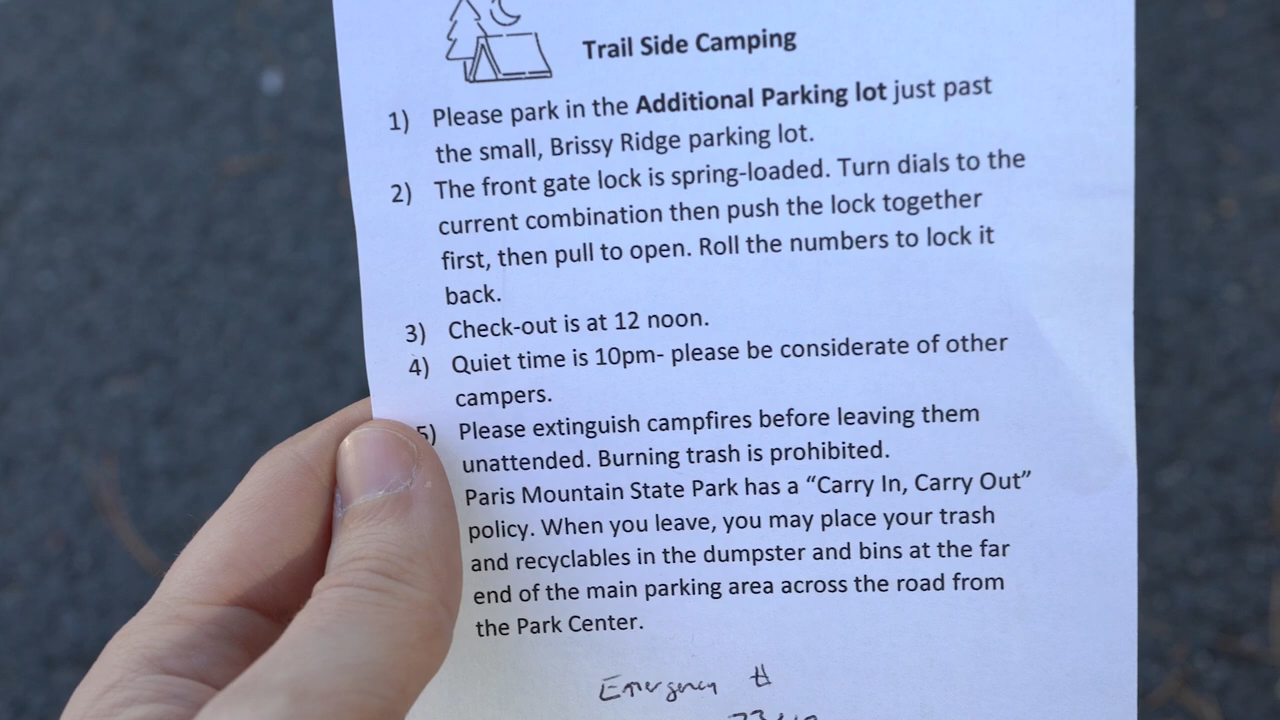 Trail Side Camping
1) Please park in the Additional Parking lot just past
the small, Brissy Ridge parking lot.
2) The front gate lock is spring-loaded. Turn dials to the
current combination then push the lock together
first, then pull to open. Roll the numbers to lock it
back.
3) Check-out is at 12 noon.
4) Quiet time is 10pm- please be considerate of other
campers.
5) Please extinguish campfires before leaving them
unattended. Burning trash is prohibited.
Paris Mountain State Park has a “Carry In, Carry Out”
policy. When you leave, you may place your trash
and recyclables in the dumpster and bins at the far
end of the main parking area across the road from
the Park Center.
Emergency #